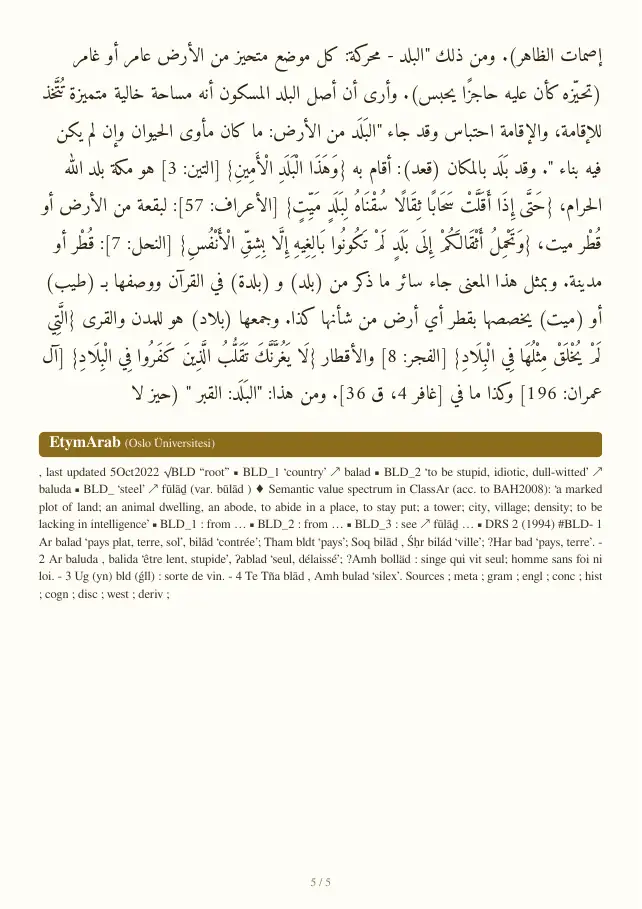 إصمات الظاهر). ومن ذلك "البلد - محركة: كل موضع متحيز من الأرض عامر أو غامر
(تحيّزه كأن عليه حاجزًا يحبس). وأرى أن أصل البلد المسكون أنه مساحة خالية متميزة تُتَّخذ
للإقامة، والإقامة احتباس وقد جاء "البَلَد من الأرض: ما كان مأوى الحيوان وإن لم يكن
فيه بناء ". وقد بَلَد بالمكان (قعد): أقام به {وَهَذَا الْبَلَدِ الْأَمِينِ} [التين: 3] هو مكة بلد الله
الحرام، {حَتَّى إِذَا أَقَلَّتْ سَحَابًا ثِقَالًا سُقْنَاهُ لِبَلَدٍ مَيِّتٍ} [الأعراف: 57]: لبقعة من الأرض أو
قُطْر ميت، {وَتَحْمِلُ أَثْقَالَكُمْ إِلَى بَلَدٍ لَمْ تَكُونُوا بَالِغِيهِ إِلَّا بِشِقِّ الْأَنْفُسِ} [النحل: 7]: قُطْر أو
مدينة. وبمثل هذا المعنى جاء سائر ما ذكر من (بلد) و (بلدة) في القرآن ووصفها بـ (طيب)
أو (ميت) يخصصها بقطر أي أرض من شأنها كذا. وجمعها (بلاد) هو للمدن والقرى {الَّتِي
لَمْ يُخْلَقْ مِثْلُهَا فِي الْبِلَادِ} [الفجر: 8] والأقطار {لَا يَغُرَّنَّكَ تَقَلُّبُ الَّذِينَ كَفَرُوا فِي الْبِلَادِ} [آل
عمران: 196] وكذا ما في [غافر 4، ق 36]. ومن هذا: "البَلَد: القبر " (حيز لا
EtymArab (Oslo Üniversitesi)
, last updated 5Oct2022 √BLD “root” ▪ BLD_1 ‘country’ ↗ balad ▪ BLD_2 ‘to be stupid, idiotic, dull-witted’ ↗
baluda ▪ BLD_ ‘steel’ ↗ fūlāḏ (var. būlād ) ♦ Semantic value spectrum in ClassAr (acc. to BAH2008): ‘a marked
plot of land; an animal dwelling, an abode, to abide in a place, to stay put; a tower; city, village; density; to be
lacking in intelligence’ ▪ BLD_1 : from … ▪ BLD_2 : from … ▪ BLD_3 : see ↗ fūlāḏ … ▪ DRS 2 (1994) #BLD- 1
Ar balad ‘pays plat, terre, sol’, bilād ‘contrée’; Tham bldt ‘pays’; Soq bilād , Śḥr bilád ‘ville’; ?Har bad ‘pays, terre’. -
2 Ar baluda , balida ‘être lent, stupide’, ʔablad ‘seul, délaissé’; ?Amh bolläd : singe qui vit seul; homme sans foi ni
loi. - 3 Ug (yn) bld (ǵll) : sorte de vin. - 4 Te Tña blād , Amh bulad ‘silex’. Sources ; meta ; gram ; engl ; conc ; hist
; cogn ; disc ; west ; deriv ;
5 / 5